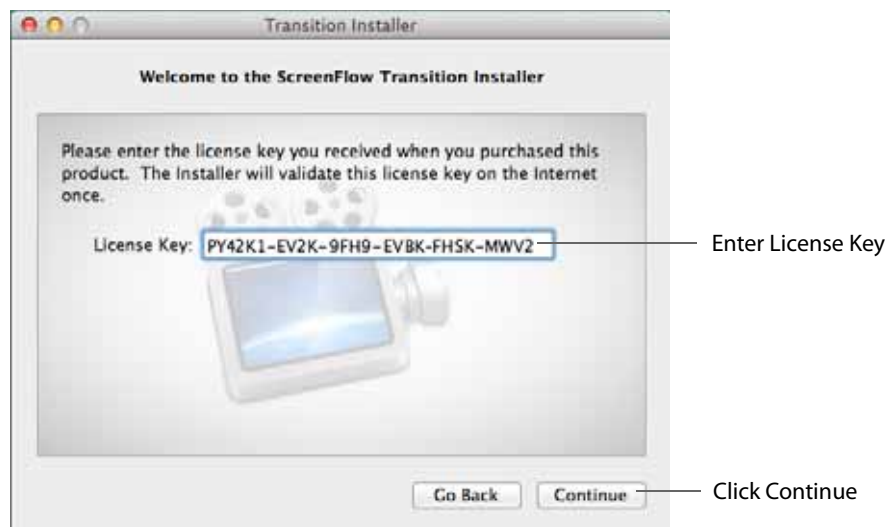 Transition Installer
Welcome to the ScreenFlow Transition Installer
Please enter the license key you received when you purchased this
product. The Installer will validate this license key on the Internet
once.
License Key: PY42K1-EV2K-9FH9-EVBK-FHSK-MWV2
Enter License Key
Go Back
Continue
Click Continue